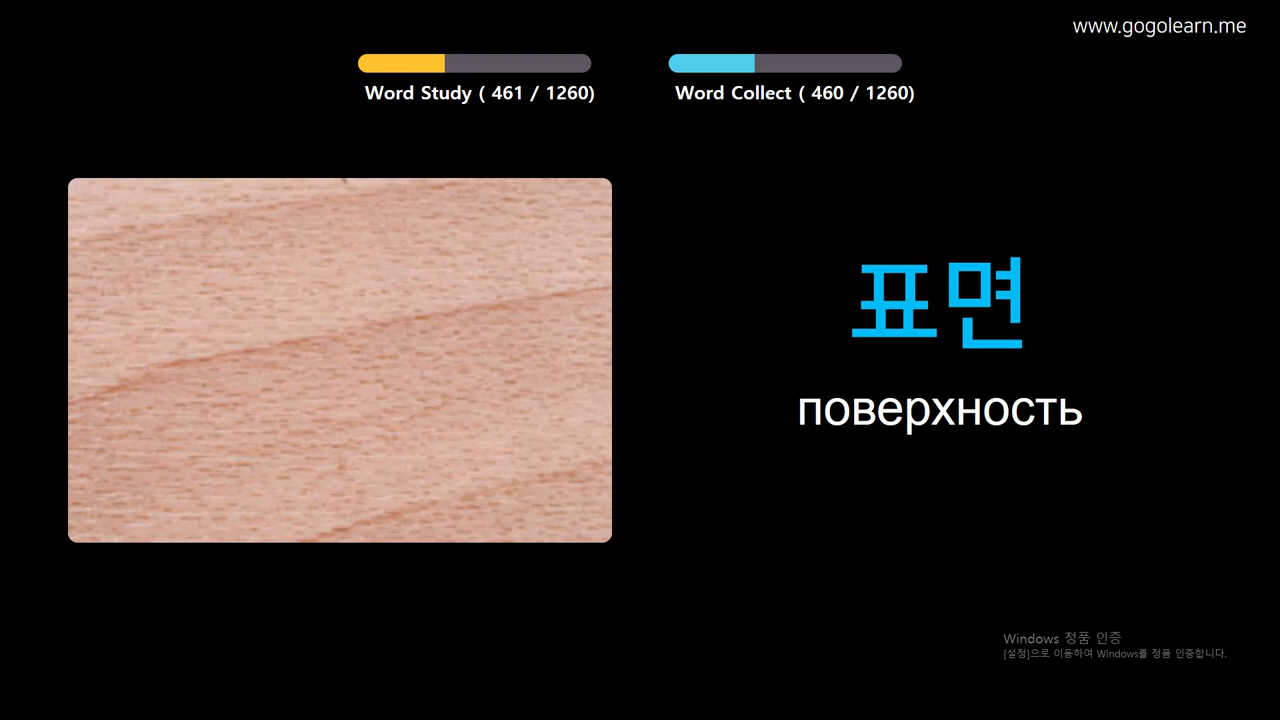 www.gogolearn.me
Word Study ( 461 / 1260)
Word Collect ( 460 / 1260)
표면
поверхность
Windows 정품 인증
[설정]으로 이동하여 Windows를 정품 인증합니다.